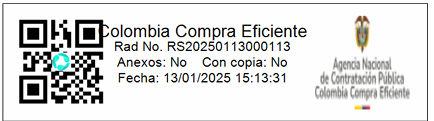 Colombia Compra Eficiente
Rad No. RS20250113000113
Anexos: No Con copia: No
Fecha: 13/01/2025 15:13:31
Agencia Nacional
de Contratación Pública
Colombia Compra Eficiente